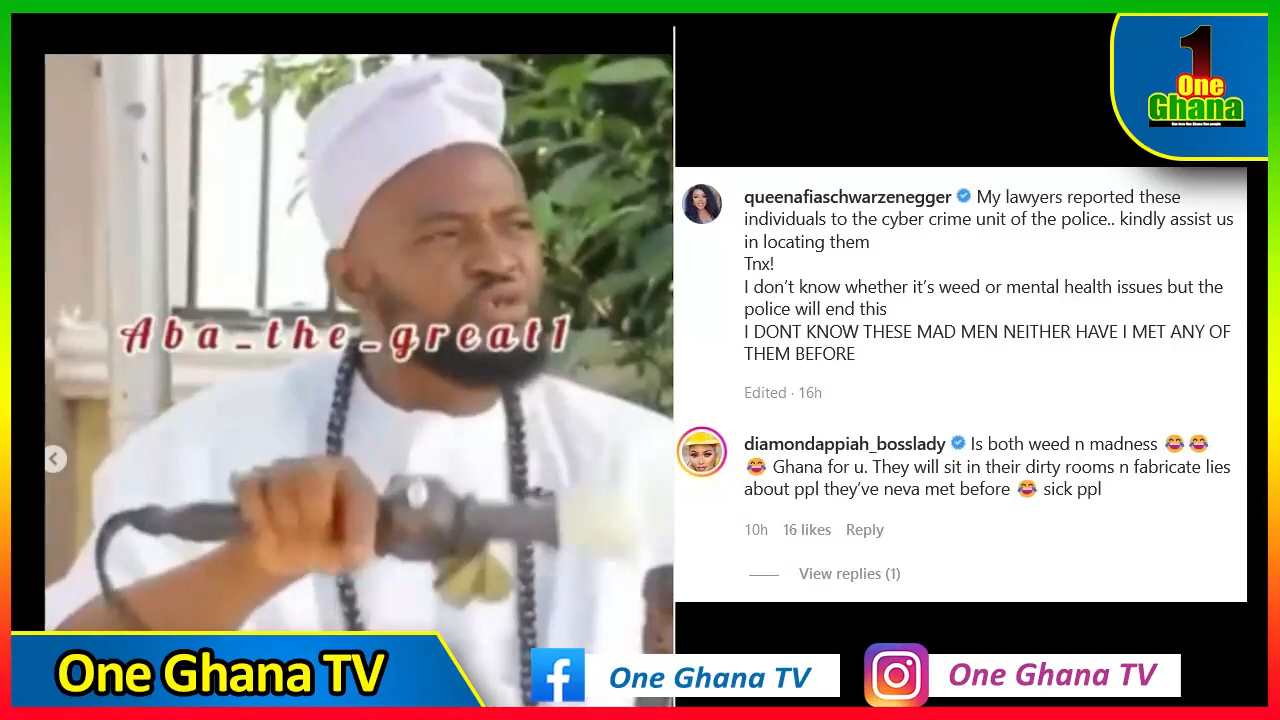 1
One
Ghana
Aba_the_great1
queenafiaschwarzenegger My lawyers reported these
individuals to the cyber crime unit of the police.. kindly assist us
in locating them
Tnx!
I don't know whether it's weed or mental health issues but the
police will end this
I DONT KNOW THESE MAD MEN NEITHER HAVE I MET ANY OF
THEM BEFORE
Edited · 16h
diamondappiah_bosslady Is both weed n madness 😂😂
😂 Ghana for u. They will sit in their dirty rooms n fabricate lies
about ppl they've neva met before 😂 sick ppl
10h 16 likes Reply
View replies (1)
One Ghana TV
One Ghana TV
One Ghana TV